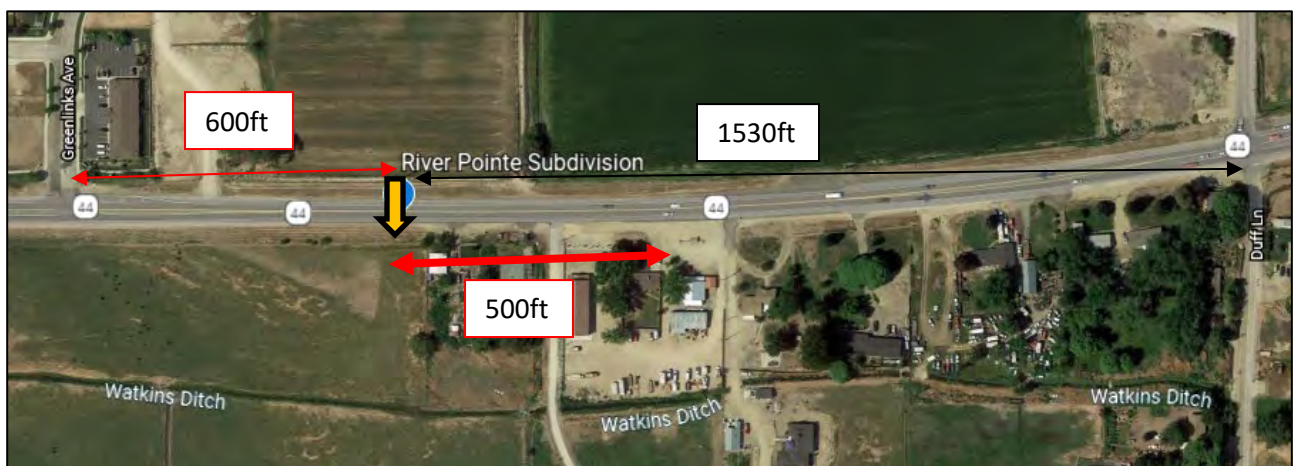 Greenlinks Ave
600ft
1530ft
River Pointe Subdivision
44
44
44
44
500ft
Duff Ln
Watkins Ditch
Watkins Ditch
Watkins Ditch